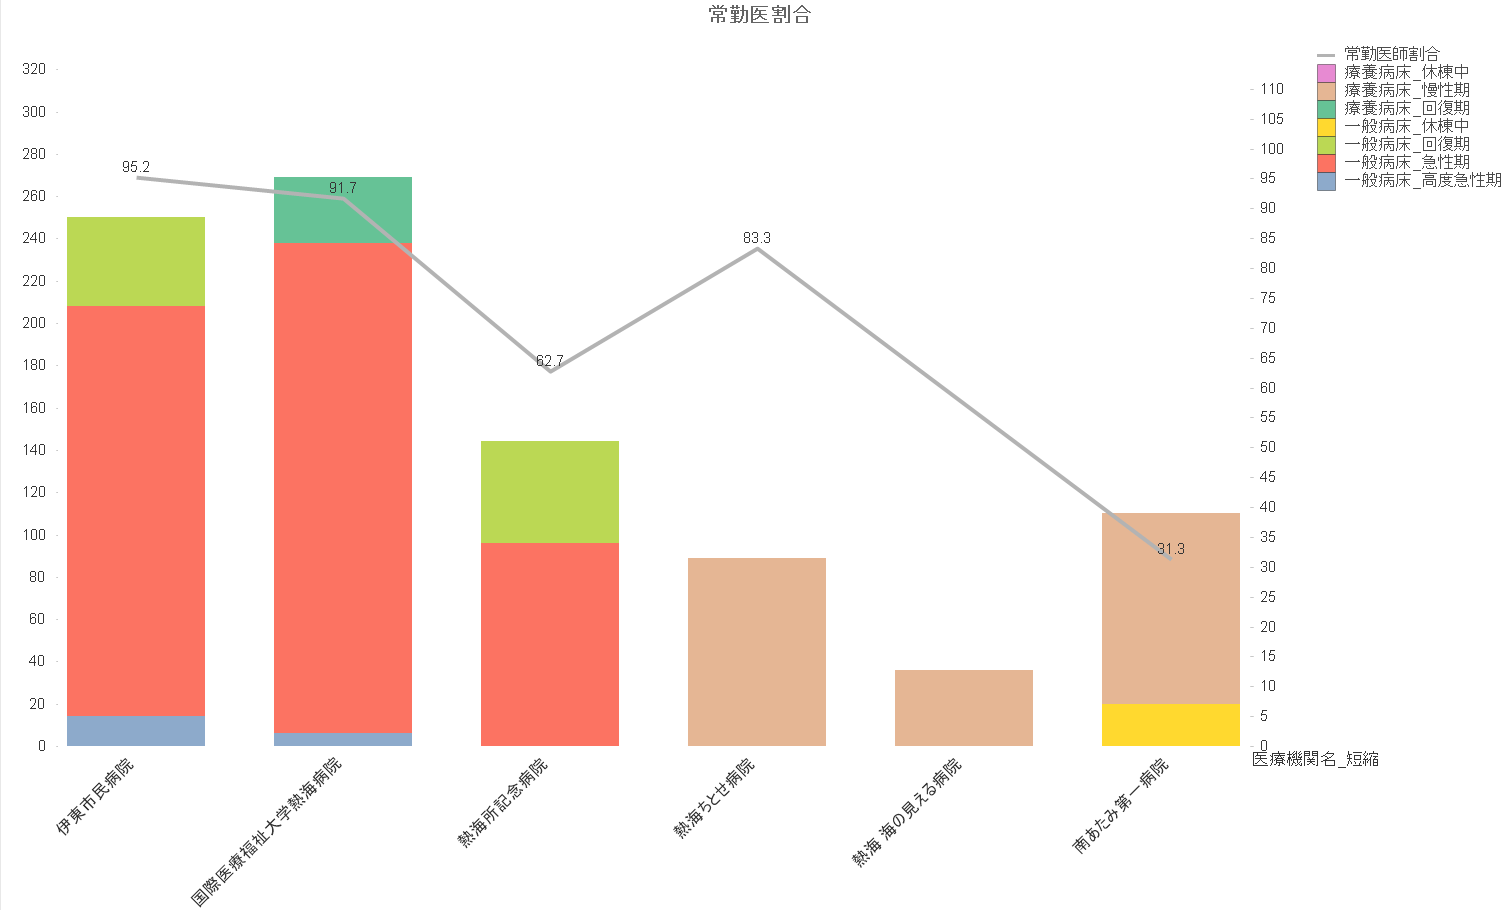 常勤医割合
320
300
280
260
240
220
200
180
160
140
120
100
80
60
40
20
0
95.2
91.7
62.7
83.3
31.3
110
105
100
95
90
85
80
75
70
65
60
55
50
45
40
35
30
25
20
15
10
5
0
常勤医師割合
療養病床_休棟中
療養病床_慢性期
療養病床_回復期
一般病床_休棟中
一般病床_回復期
一般病床_急性期
一般病床_高度急性期
医療機関名_短縮
伊東市民病院
国際医療福祉大学熱海病院
熱海所記念病院
熱海ちとせ病院
熱海 海の見える病院
南あたみ第一病院